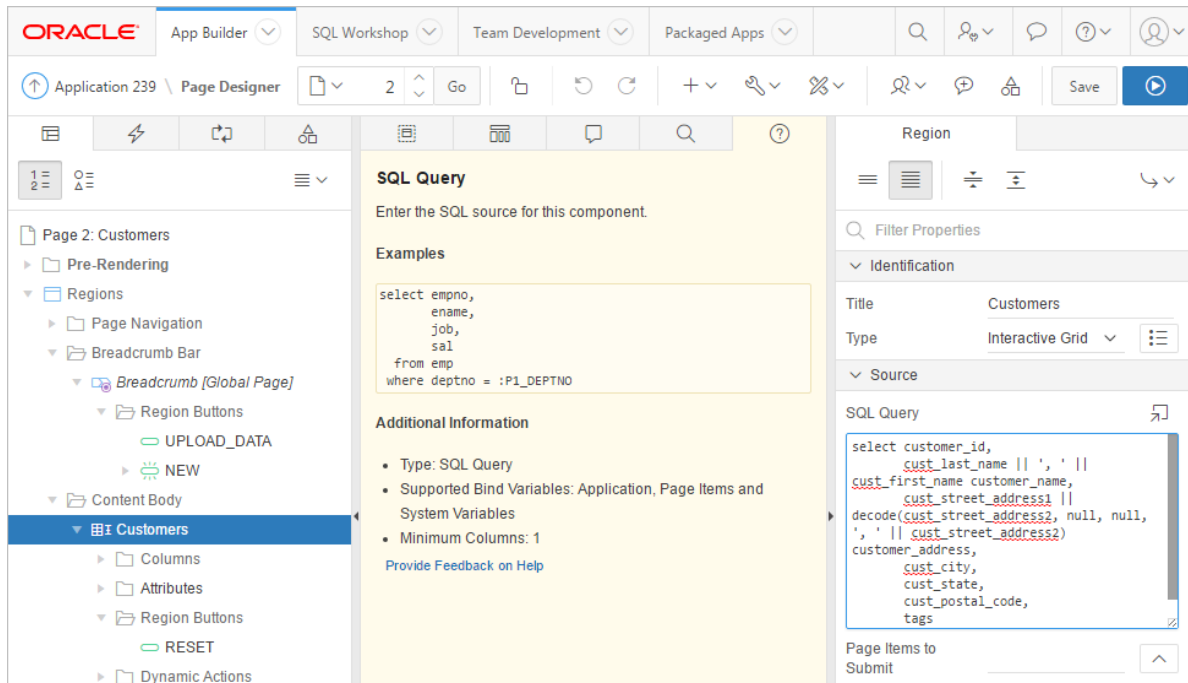 ORACLE
App Builder
SQL Workshop
Team Development
Packaged Apps
Application 239 \ Page Designer
2
Go
Save
Page 2: Customers
Pre-Rendering
Regions
Page Navigation
Breadcrumb Bar
Breadcrumb [Global Page]
Region Buttons
UPLOAD_DATA
NEW
Content Body
Customers
Columns
Attributes
Region Buttons
RESET
Dynamic Actions
SQL Query
Enter the SQL source for this component.
Examples
select empno,
ename,
job,
sal
from emp
where deptno = :P1_DEPTNO
Additional Information
• Type: SQL Query
• Supported Bind Variables: Application, Page Items and
System Variables
• Minimum Columns: 1
Provide Feedback on Help
Region
Filter Properties
Identification
Title Customers
Type Interactive Grid
Source
SQL Query
select customer_id,
cust_last_name || ', ' ||
cust_first_name customer_name,
cust_street_address1 ||
decode(cust_street_address2, null, null,
', ' || cust_street_address2)
customer_address,
cust_city,
cust_state,
cust_postal_code,
tags
Page Items to
Submit